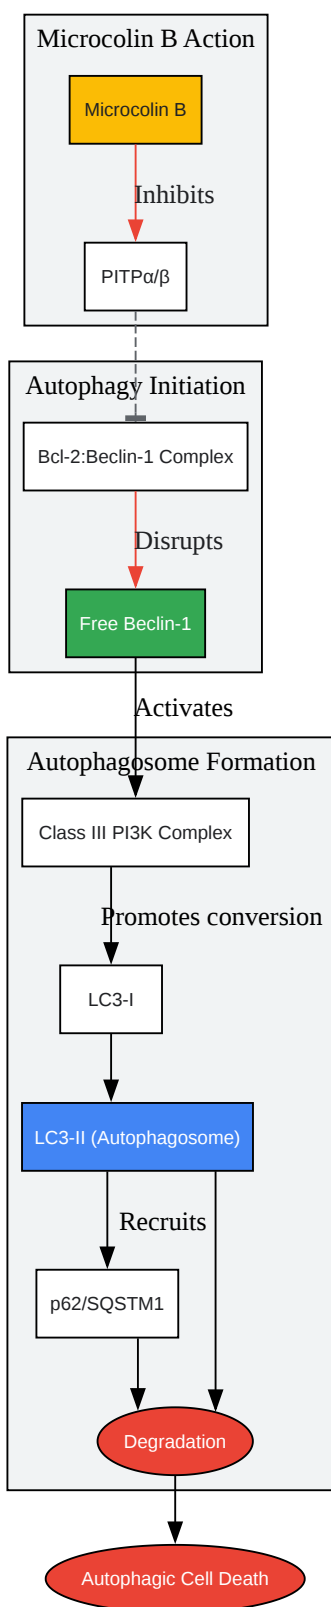 Microcolin B Action
Microcolin B
Inhibits
PITPα/β
Autophagy Initiation
Bcl-2:Beclin-1 Complex
Disrupts
Free Beclin-1
Activates
Autophagosome Formation
Class III PI3K Complex
Promotes conversion
LC3-I
LC3-II (Autophagosome)
Recruits
p62/SQSTM1
Degradation
Autophagic Cell Death